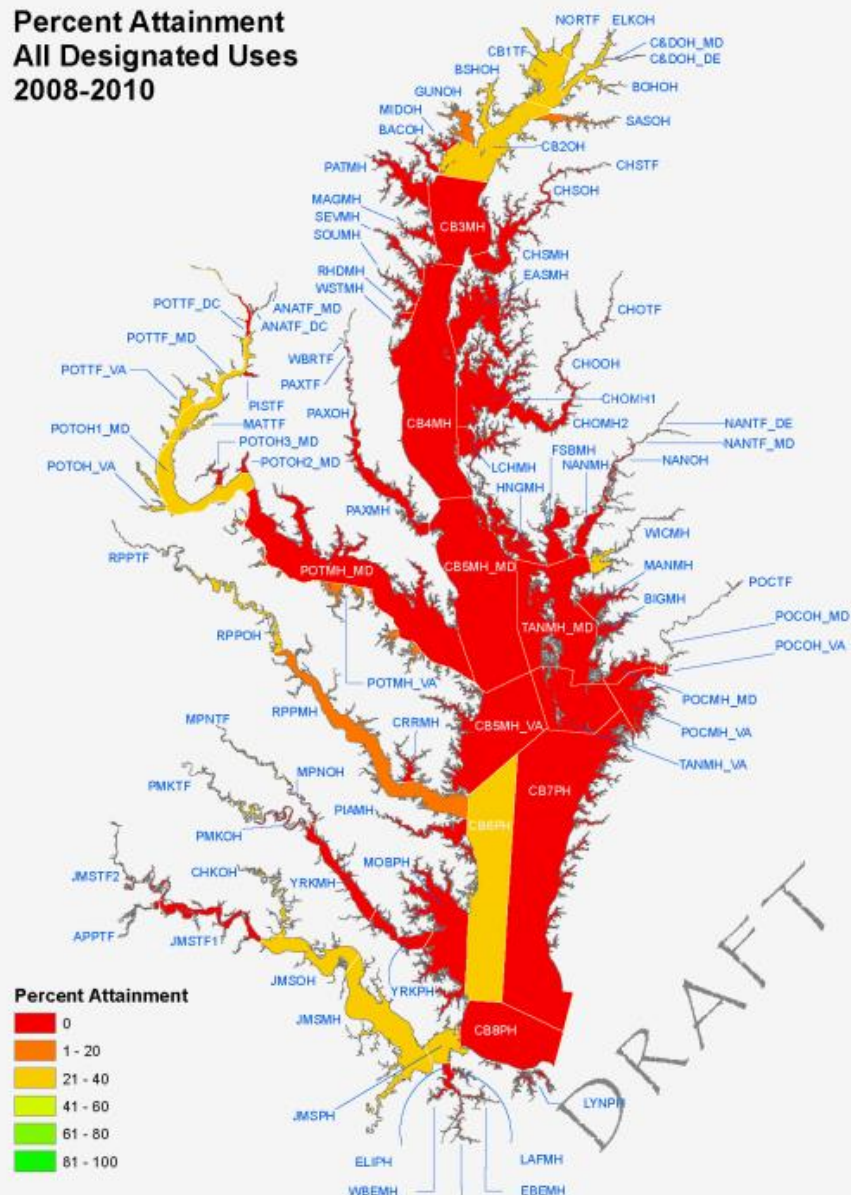 Percent Attainment
All Designated Uses
2008-2010
NORTF
ELKOH
C&DOH_MD
C&DOH_DE
CB1TF
BSHOH
BOHOH
GUNOH
MIDOH
BACOH
SASOH
CB2OH
PATMH
CHSTF
CHSOH
MAGMH
SEVMH
SOUMH
CB3MH
CHSMH
RHDMH
WSTMH
EASMH
POTTF_DC
ANATF_MD
ANATF_DC
CHOTF
POTTF_MD
WBRTF
PAXTF
CHOOH
POTTF_VA
PISTF
MATTF
PAXOH
CHOMH1
CHOMH2
CB4MH
NANTF_DE
NANTF_MD
POTOH1_MD
POTOH3_MD
POTOH2_MD
LCHMH
FSBMH
NANMH
NANOH
POTOH_VA
HNGMH
PAXMH
WICMH
RPPTF
POTMH_MD
CB5MH_MD
MANMH
POCTF
BIGMH
POCOH_MD
TANMH_MD
RPPOH
POCOH_VA
POTMH_VA
RPPMH
POCMH_MD
MPNTF
CRRMH
CB5MH_VA
POCMH_VA
TANMH_VA
MPNOH
PMKTF
CB7PH
PIAMH
CB6PH
PMKOH
MOBPH
CHKOH
YRKMH
JMSTF2
APPTF
JMSTF1
JMSOH
YRKPH
JMSMH
CB8PH
JMSPH
LYNPH
ELIPH
LAFMH
WBEMH
EBEMH
Percent Attainment
0
1 - 20
21 - 40
41 - 60
61 - 80
81 - 100
DRAFT